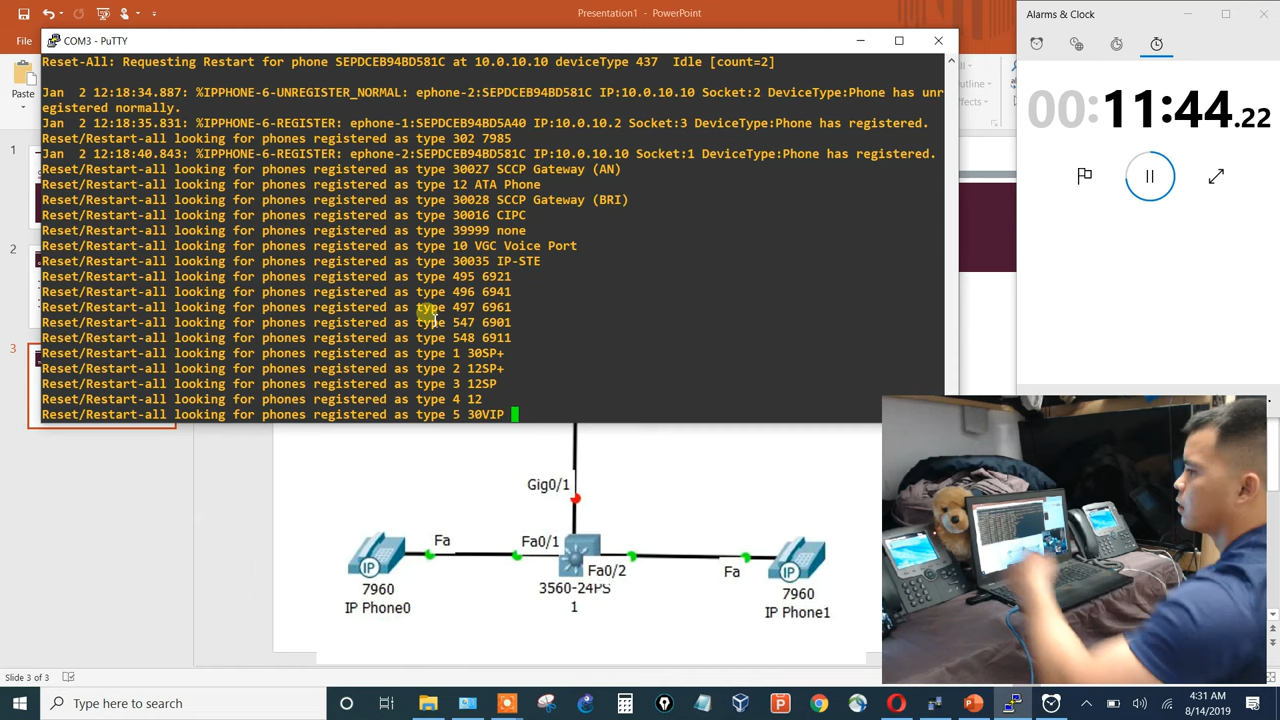 Presentation1 - PowerPoint
Alarms & Clock
File
COM3 - PuTTY
Paste
Reset-All: Requesting Restart for phone SEPDCEB94BD581C at 10.0.10.10 deviceType 437  Idle [count=2]
Jan  2 12:18:34.887: %IPPHONE-6-UNREGISTER_NORMAL: ephone-2:SEPDCEB94BD581C IP:10.0.10.10 Socket:2 DeviceType:Phone has unr
egistered normally.
Jan  2 12:18:35.831: %IPPHONE-6-REGISTER: ephone-1:SEPDCEB94BD5A40 IP:10.0.10.2 Socket:3 DeviceType:Phone has registered.
Reset/Restart-all looking for phones registered as type 302 7985
Jan  2 12:18:40.843: %IPPHONE-6-REGISTER: ephone-2:SEPDCEB94BD581C IP:10.0.10.10 Socket:1 DeviceType:Phone has registered.
Reset/Restart-all looking for phones registered as type 30027 SCCP Gateway (AN)
Reset/Restart-all looking for phones registered as type 12 ATA Phone
Reset/Restart-all looking for phones registered as type 30028 SCCP Gateway (BRI)
Reset/Restart-all looking for phones registered as type 30016 CIPC
Reset/Restart-all looking for phones registered as type 39999 none
Reset/Restart-all looking for phones registered as type 10 VGC Voice Port
Reset/Restart-all looking for phones registered as type 30035 IP-STE
Reset/Restart-all looking for phones registered as type 495 6921
Reset/Restart-all looking for phones registered as type 496 6941
Reset/Restart-all looking for phones registered as type 497 6961
Reset/Restart-all looking for phones registered as type 547 6901
Reset/Restart-all looking for phones registered as type 548 6911
Reset/Restart-all looking for phones registered as type 1 30SP+
Reset/Restart-all looking for phones registered as type 2 12SP+
Reset/Restart-all looking for phones registered as type 3 12SP
Reset/Restart-all looking for phones registered as type 4 12
Reset/Restart-all looking for phones registered as type 5 30VIP
00:11:44.22
1
2
3
Gig0/1
Fa
Fa0/1
Fa0/2
Fa
IP
7960
IP Phone0
3560-24PS
1
IP
7960
IP Phone1
Slide 3 of 3
Type here to search
4:31 AM
8/14/2019